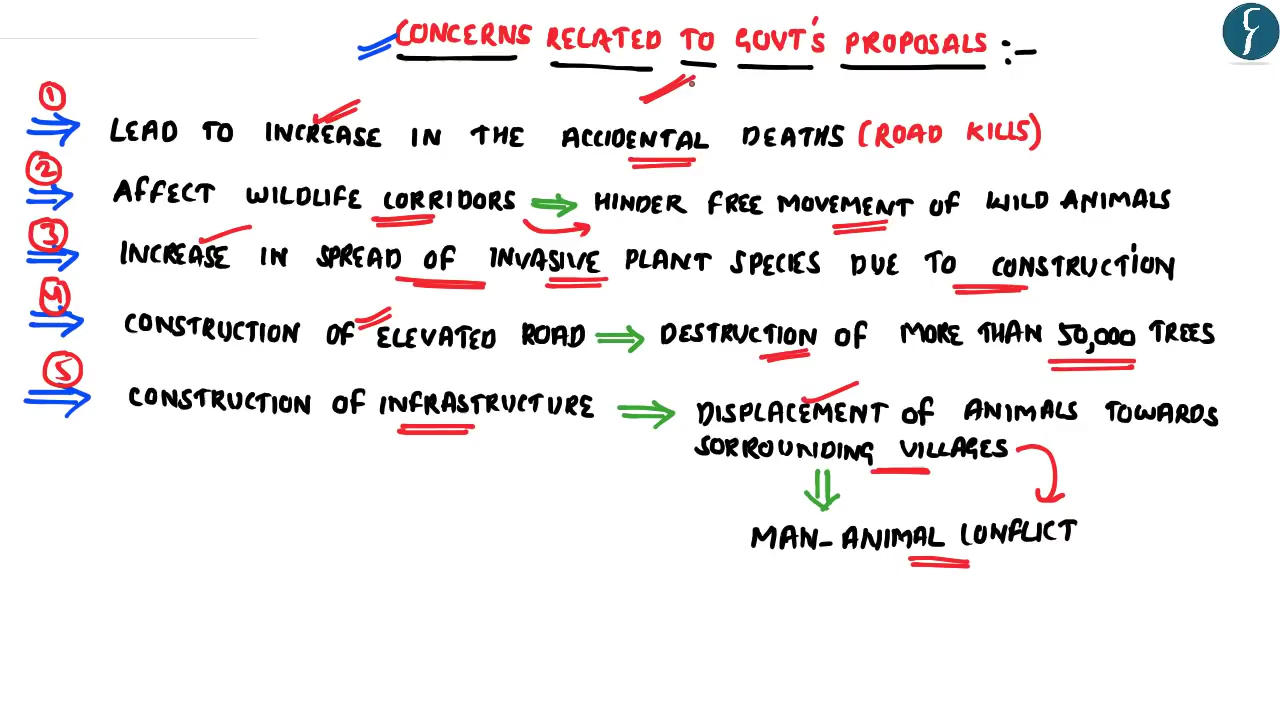 CONCERNS RELATED TO GOVT'S PROPOSALS :-
① LEAD TO INCREASE IN THE ACCIDENTAL DEATHS (ROAD KILLS)
② AFFECT WILDLIFE CORRIDORS ⇒ HINDER FREE MOVEMENT OF WILD ANIMALS
③ INCREASE IN SPREAD OF INVASIVE PLANT SPECIES DUE TO CONSTRUCTION
④ CONSTRUCTION OF ELEVATED ROAD ⇒ DESTRUCTION OF MORE THAN 50,000 TREES
⑤ CONSTRUCTION OF INFRASTRUCTURE ⇒ DISPLACEMENT OF ANIMALS TOWARDS
SORROUNDING VILLAGES
MAN-ANIMAL CONFLICT